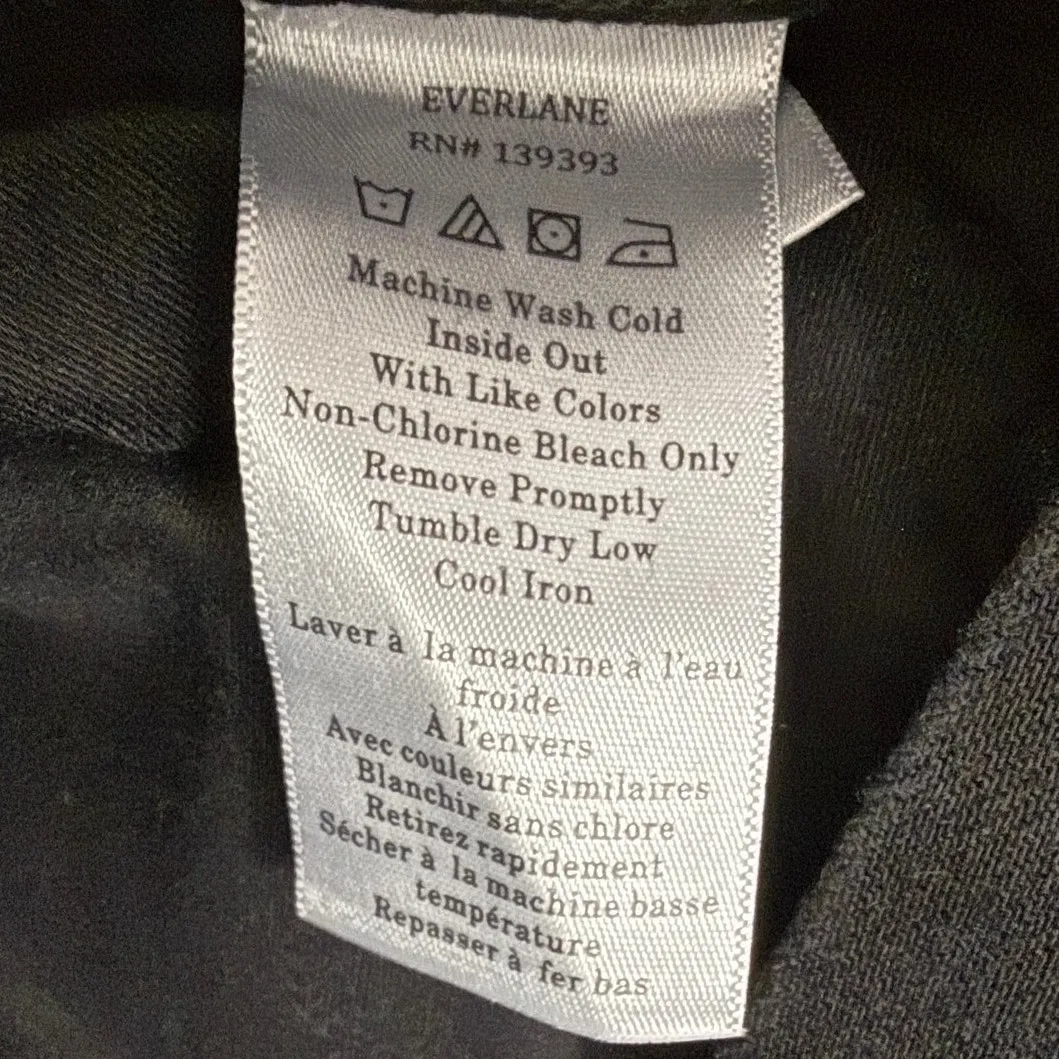 EVERLANE
RN# 139393
Machine Wash Cold
Inside Out
With Like Colors
Non-Chlorine Bleach Only
Remove Promptly
Tumble Dry Low
Cool Iron
Laver à la machine à l'eau
froide
À l'envers
Avec couleurs similaires
Blanchir sans chlore
Retirez rapidement
Sécher à la machine basse
température
Repasser à fer bas